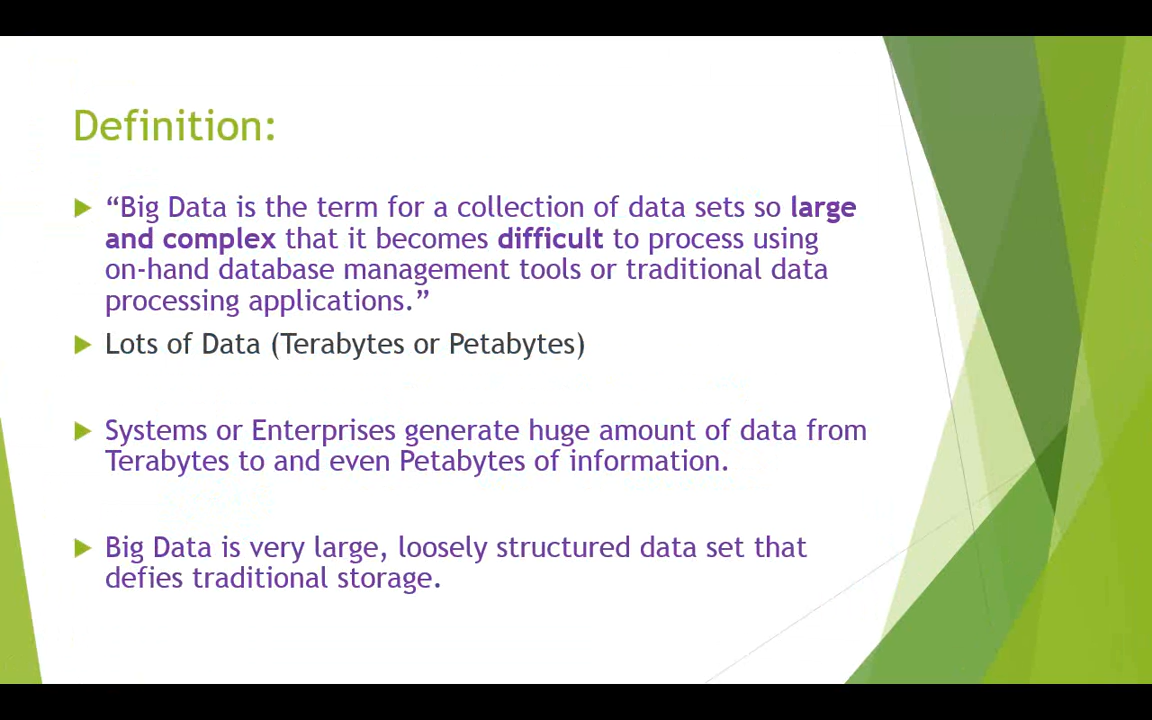 Definition:
“Big Data is the term for a collection of data sets so large
and complex that it becomes difficult to process using
on-hand database management tools or traditional data
processing applications.”
Lots of Data (Terabytes or Petabytes)
Systems or Enterprises generate huge amount of data from
Terabytes to and even Petabytes of information.
Big Data is very large, loosely structured data set that
defies traditional storage.